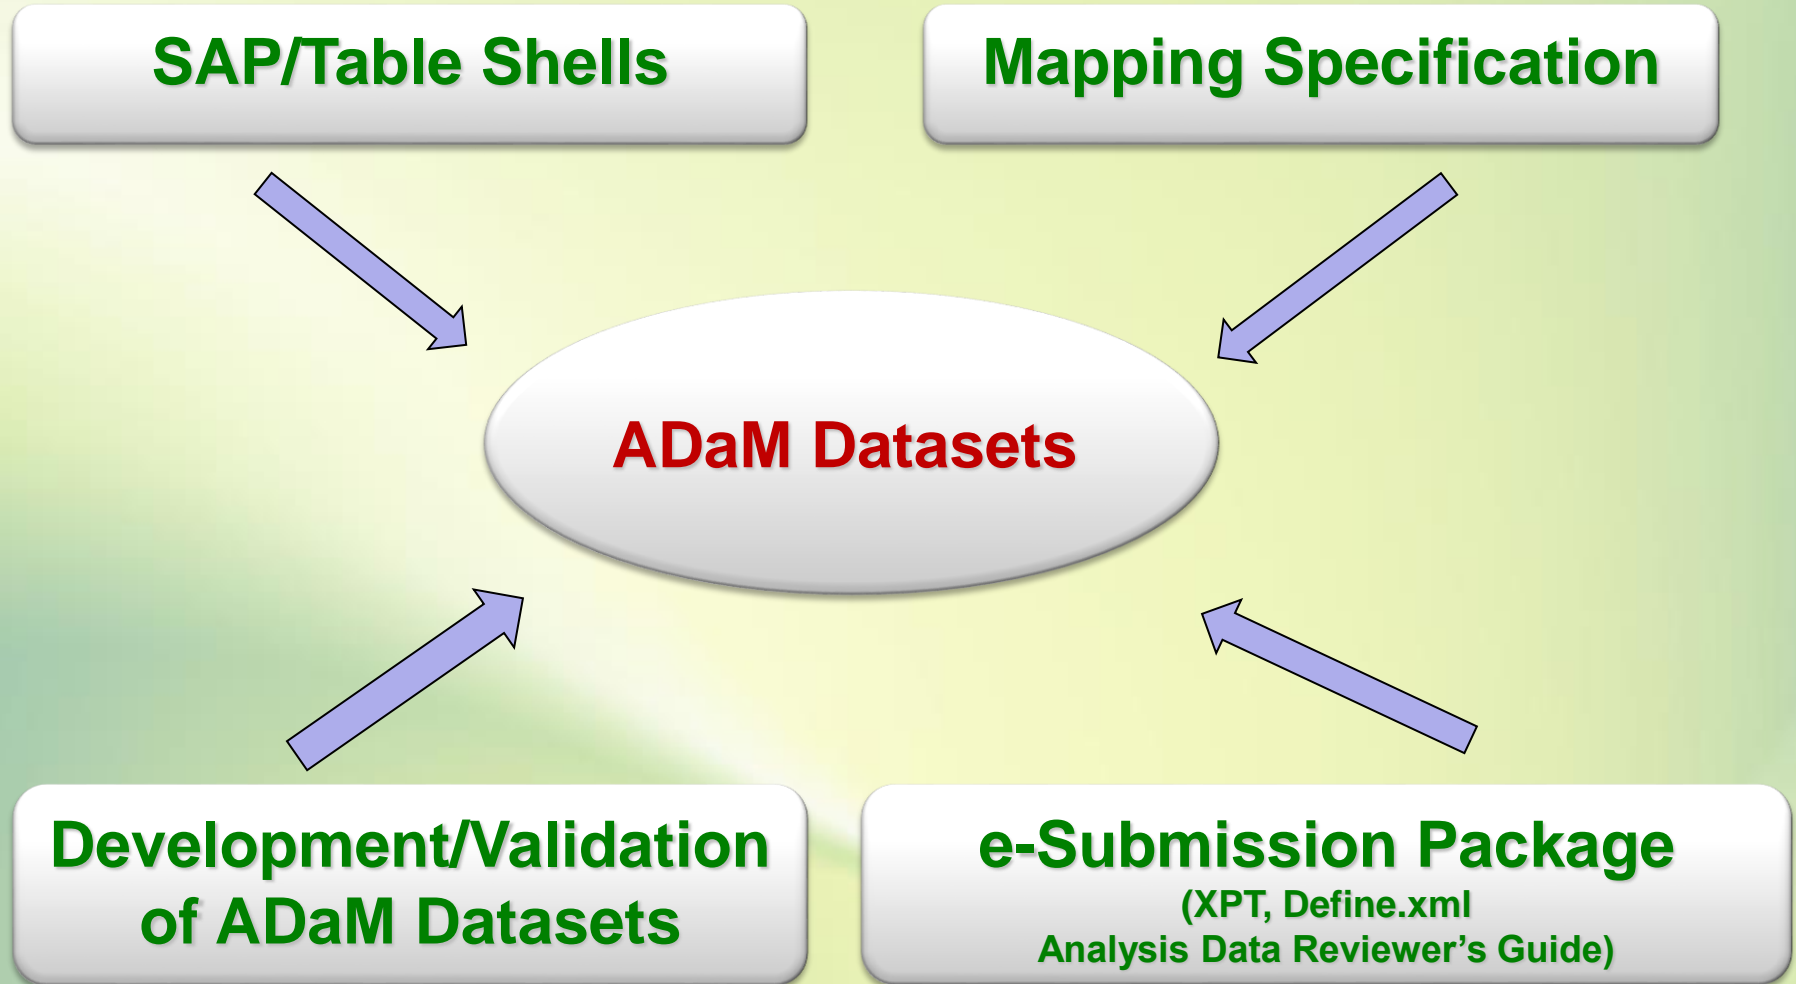 SAP/Table Shells
Mapping Specification
ADaM Datasets
Development/Validation
of ADaM Datasets
e-Submission Package
(XPT, Define.xml
Analysis Data Reviewer’s Guide)